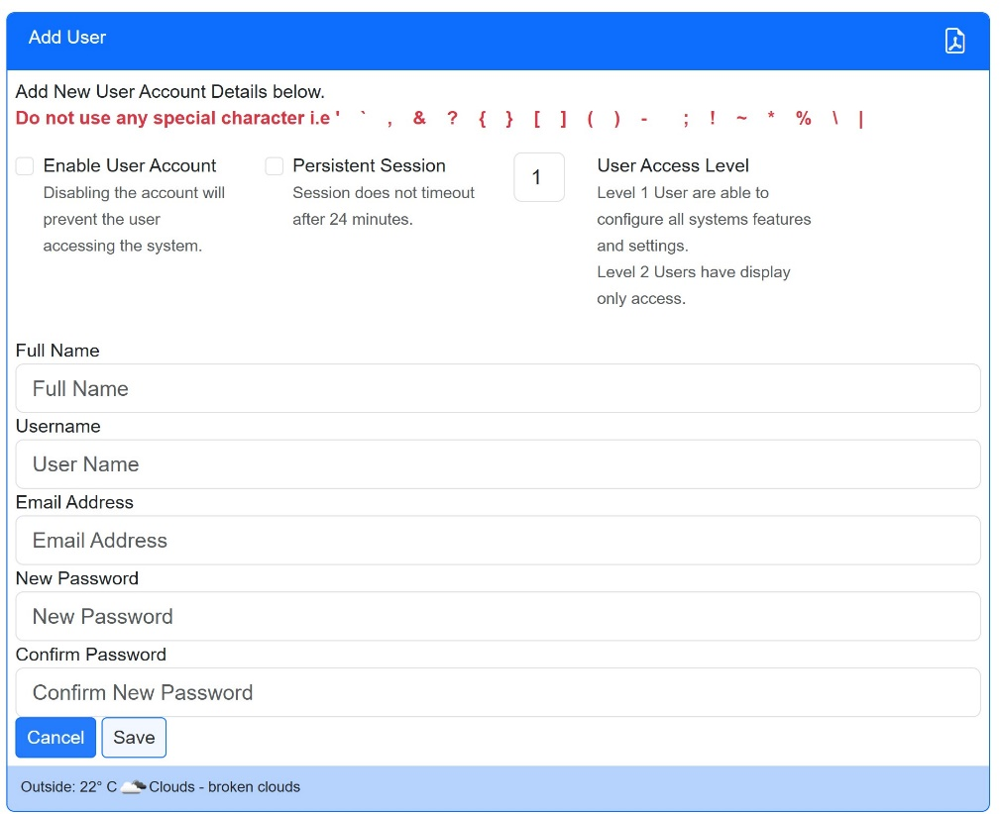 Add User
Add New User Account Details below.
Do not use any special character i.e ' ` , & ? { } [ ] ( ) - ; ! ~ * % \ |
Enable User Account
Disabling the account will
prevent the user
accessing the system.
Persistent Session
Session does not timeout
after 24 minutes.
1
User Access Level
Level 1 User are able to
configure all systems features
and settings.
Level 2 Users have display
only access.
Full Name
Full Name
Username
User Name
Email Address
Email Address
New Password
New Password
Confirm Password
Confirm New Password
Cancel Save
Outside: 22° C Clouds - broken clouds